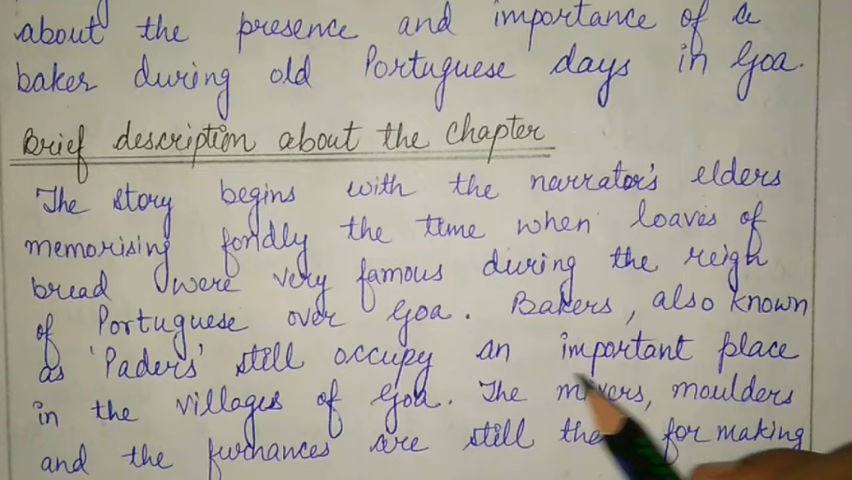 about the presence and importance of a
baker during old Portuguese days in Goa.
Brief description about the chapter
The story begins with the narrator's elders
memorising fondly the time when loaves of
bread were very famous during the reigh
of Portuguese over Goa. Bakers, also known
as 'Paders' still occupy an important place
in the villages of Goa. The mixers, moulders
and the furnances are still the for making